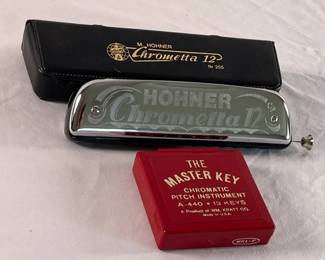 M. HOHNER
Chrometta 12
Nr. 255
HOHNER
Chrometta 12
THE
MASTER KEY
CHROMATIC
PITCH INSTRUMENT
A-440 • 13 KEYS
A Product of WM. KRATT CO.
Made in U.S.A.